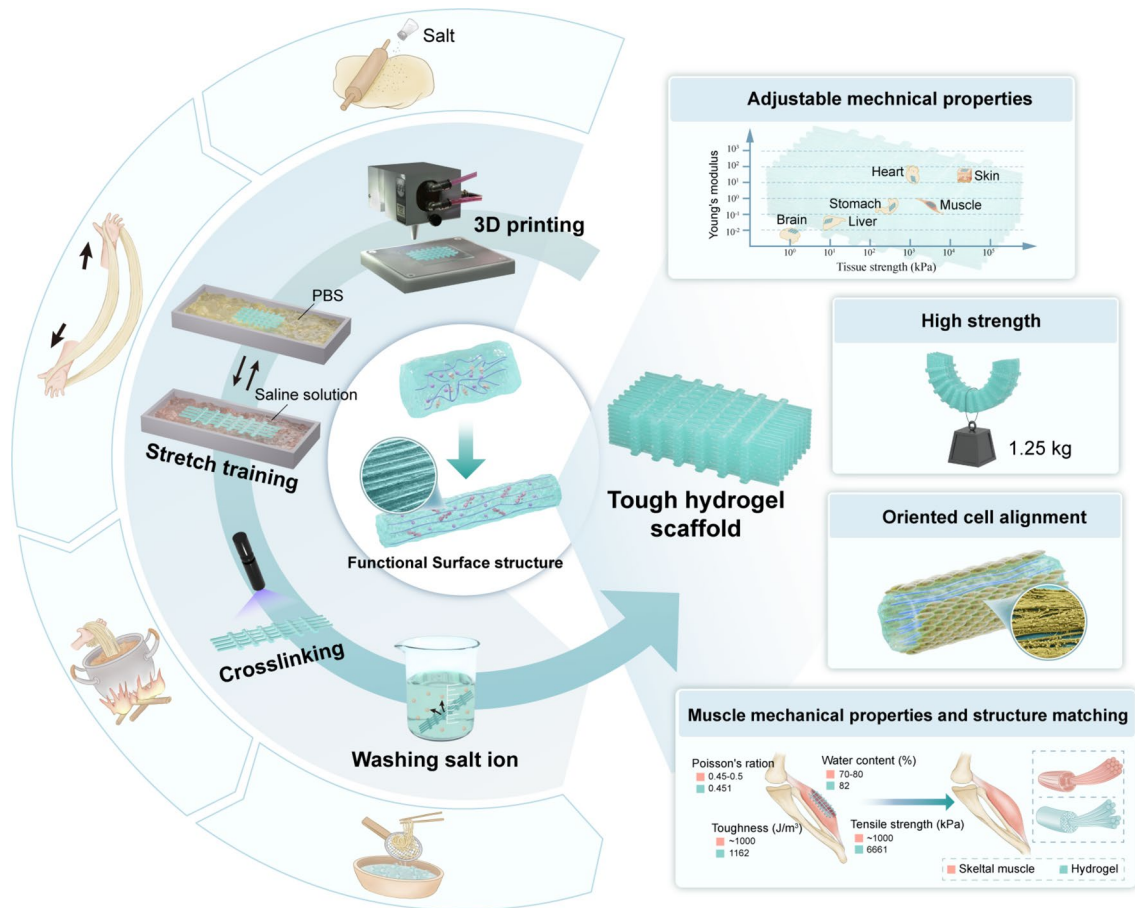 Salt
3D printing
PBS
Saline solution
Stretch training
Crosslinking
Washing salt ion
Functional Surface structure
Tough hydrogel
scaffold
Adjustable mechnical properties
Young's modulus
10³
10²
10¹
10⁰
10⁻¹
10⁻²
Heart
Skin
Stomach
Muscle
Brain
Liver
10⁰
10¹
10²
10³
10⁴
10⁵
Tissue strength (kPa)
High strength
1.25 kg
Oriented cell alignment
Muscle mechanical properties and structure matching
Poisson's ration
0.45-0.5
0.451
Water content (%)
70-80
82
Toughness (J/m³)
~1000
1162
Tensile strength (kPa)
~1000
6661
Skeltal muscle
Hydrogel